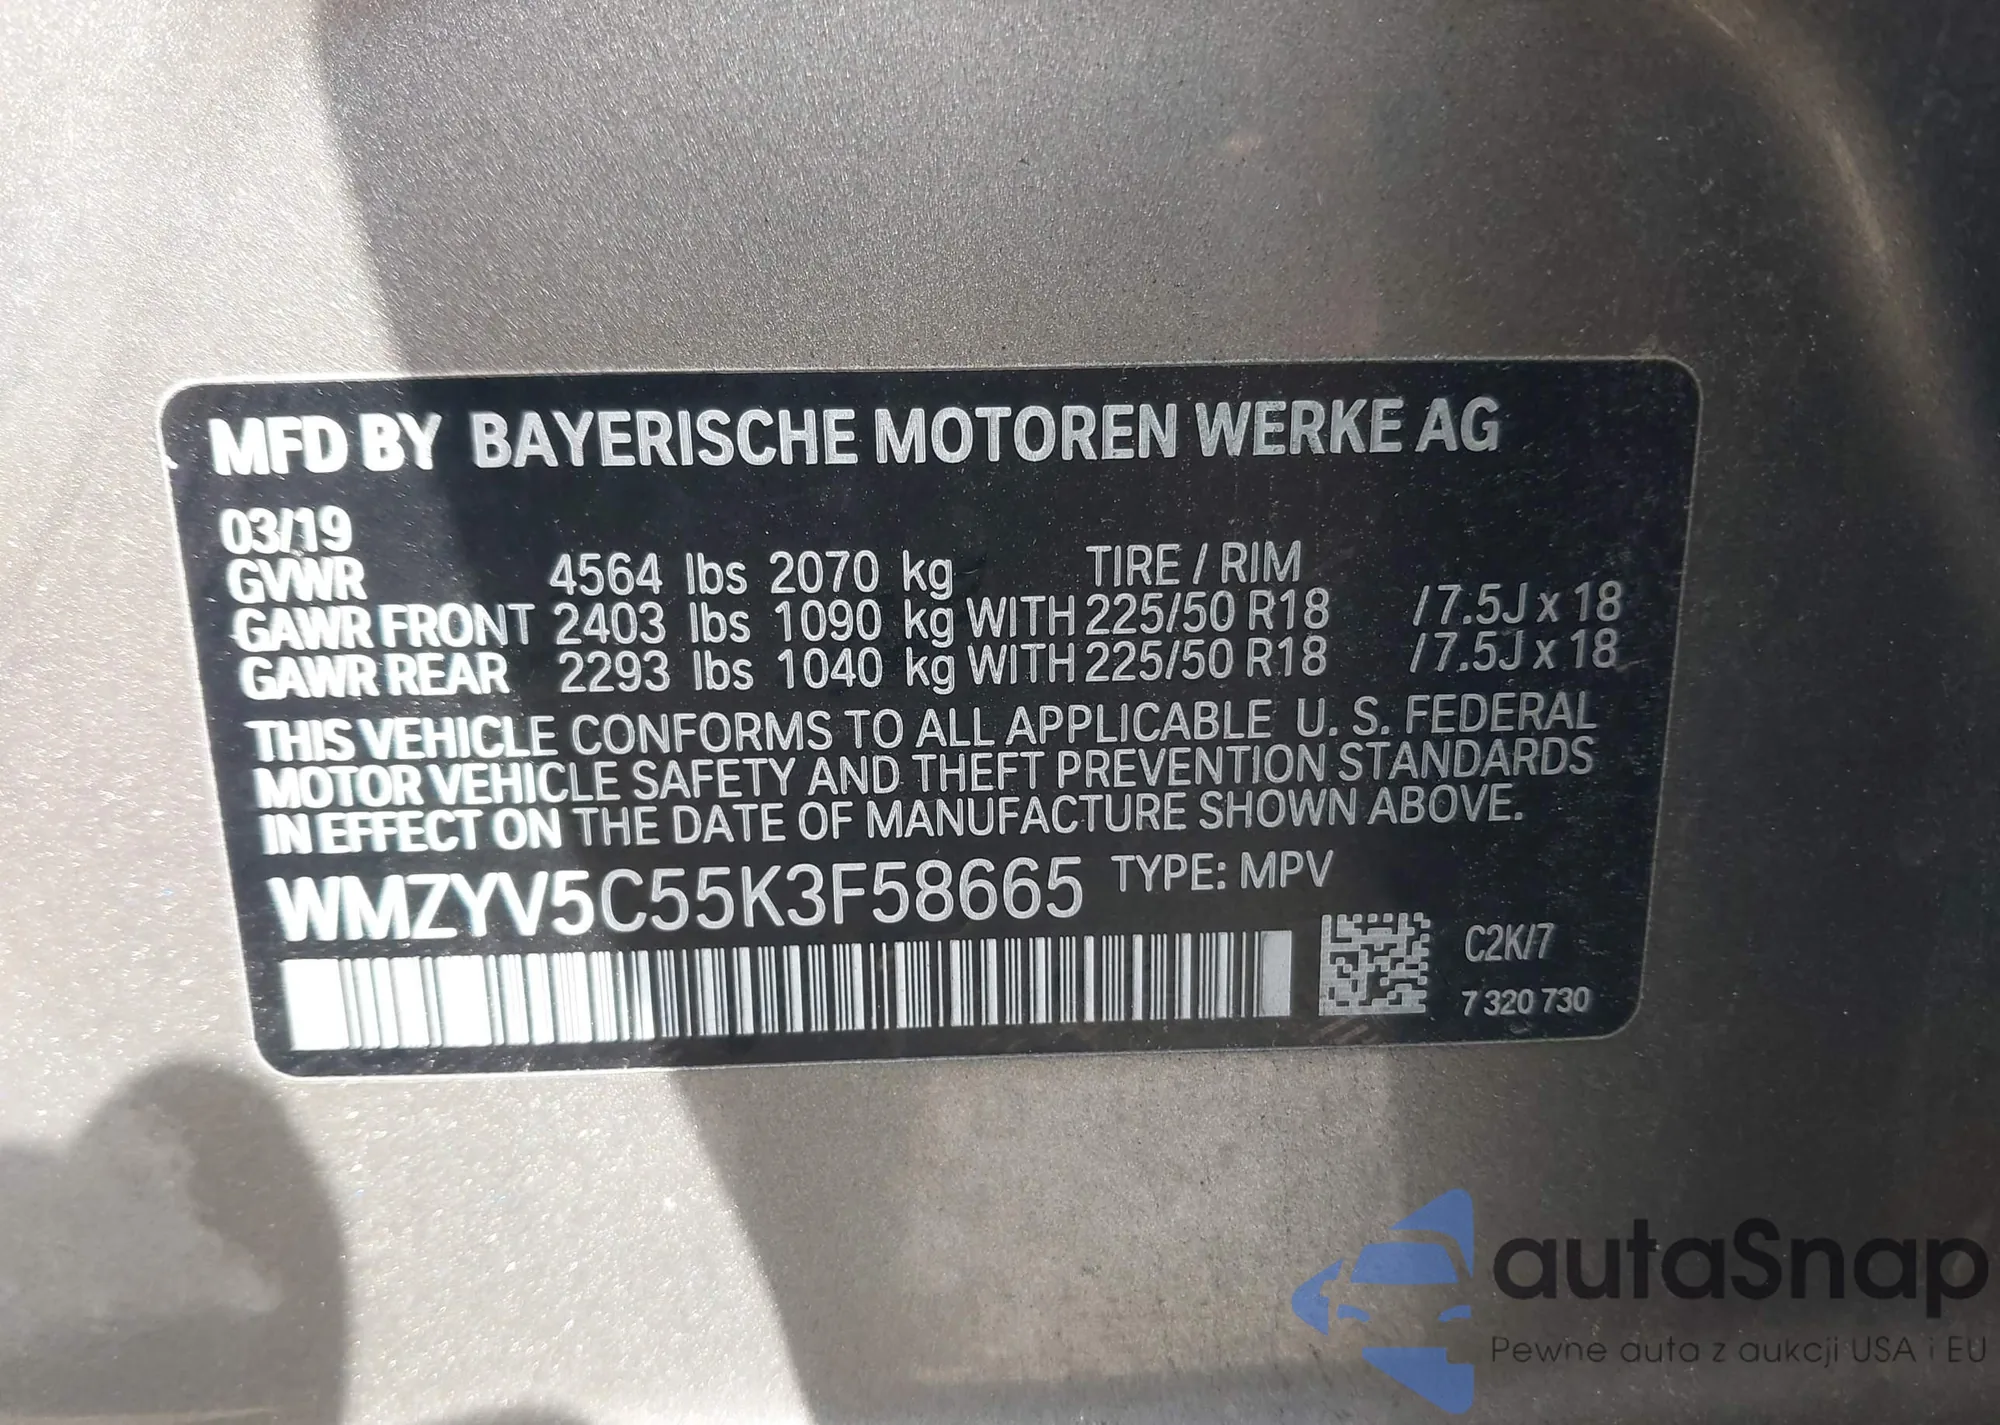 MFD BY BAYERISCHE MOTOREN WERKE AG
03/19
GVWR 4564 lbs 2070 kg TIRE / RIM
GAWR FRONT 2403 lbs 1090 kg WITH 225/50 R18 / 7.5J x 18
GAWR REAR 2293 lbs 1040 kg WITH 225/50 R18 / 7.5J x 18
THIS VEHICLE CONFORMS TO ALL APPLICABLE U. S. FEDERAL
MOTOR VEHICLE SAFETY AND THEFT PREVENTION STANDARDS
IN EFFECT ON THE DATE OF MANUFACTURE SHOWN ABOVE.
WMZYV5C55K3F58665 TYPE: MPV
C2K/7
7 320 730
autaSnap
Pewne auta z aukcji USA i EU